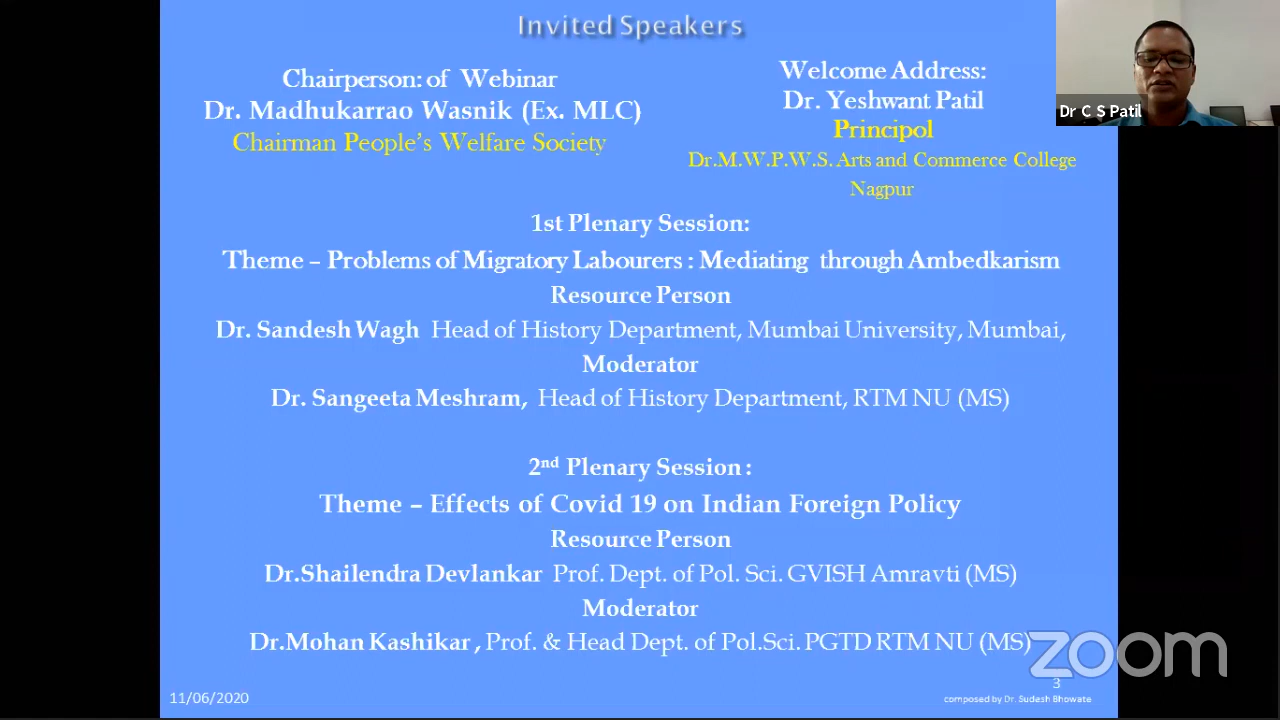 Invited Speakers
Chairperson: of Webinar
Dr. Madhukarrao Wasnik (Ex. MLC)
Chairman People's Welfare Society
Welcome Address:
Dr. Yeshwant Patil
Principol
Dr.M.W.P.W.S. Arts and Commerce College
Nagpur
Dr C S Patil
1st Plenary Session:
Theme – Problems of Migratory Labourers : Mediating through Ambedkarism
Resource Person
Dr. Sandesh Wagh Head of History Department, Mumbai University, Mumbai,
Moderator
Dr. Sangeeta Meshram, Head of History Department, RTM NU (MS)
2nd Plenary Session :
Theme – Effects of Covid 19 on Indian Foreign Policy
Resource Person
Dr.Shailendra Devlankar Prof. Dept. of Pol. Sci. GVISH Amravti (MS)
Moderator
Dr.Mohan Kashikar , Prof. & Head Dept. of Pol.Sci. PGTD RTM NU (MS)
zoom
3
11/06/2020
composed by Dr. Sudesh Bhowate